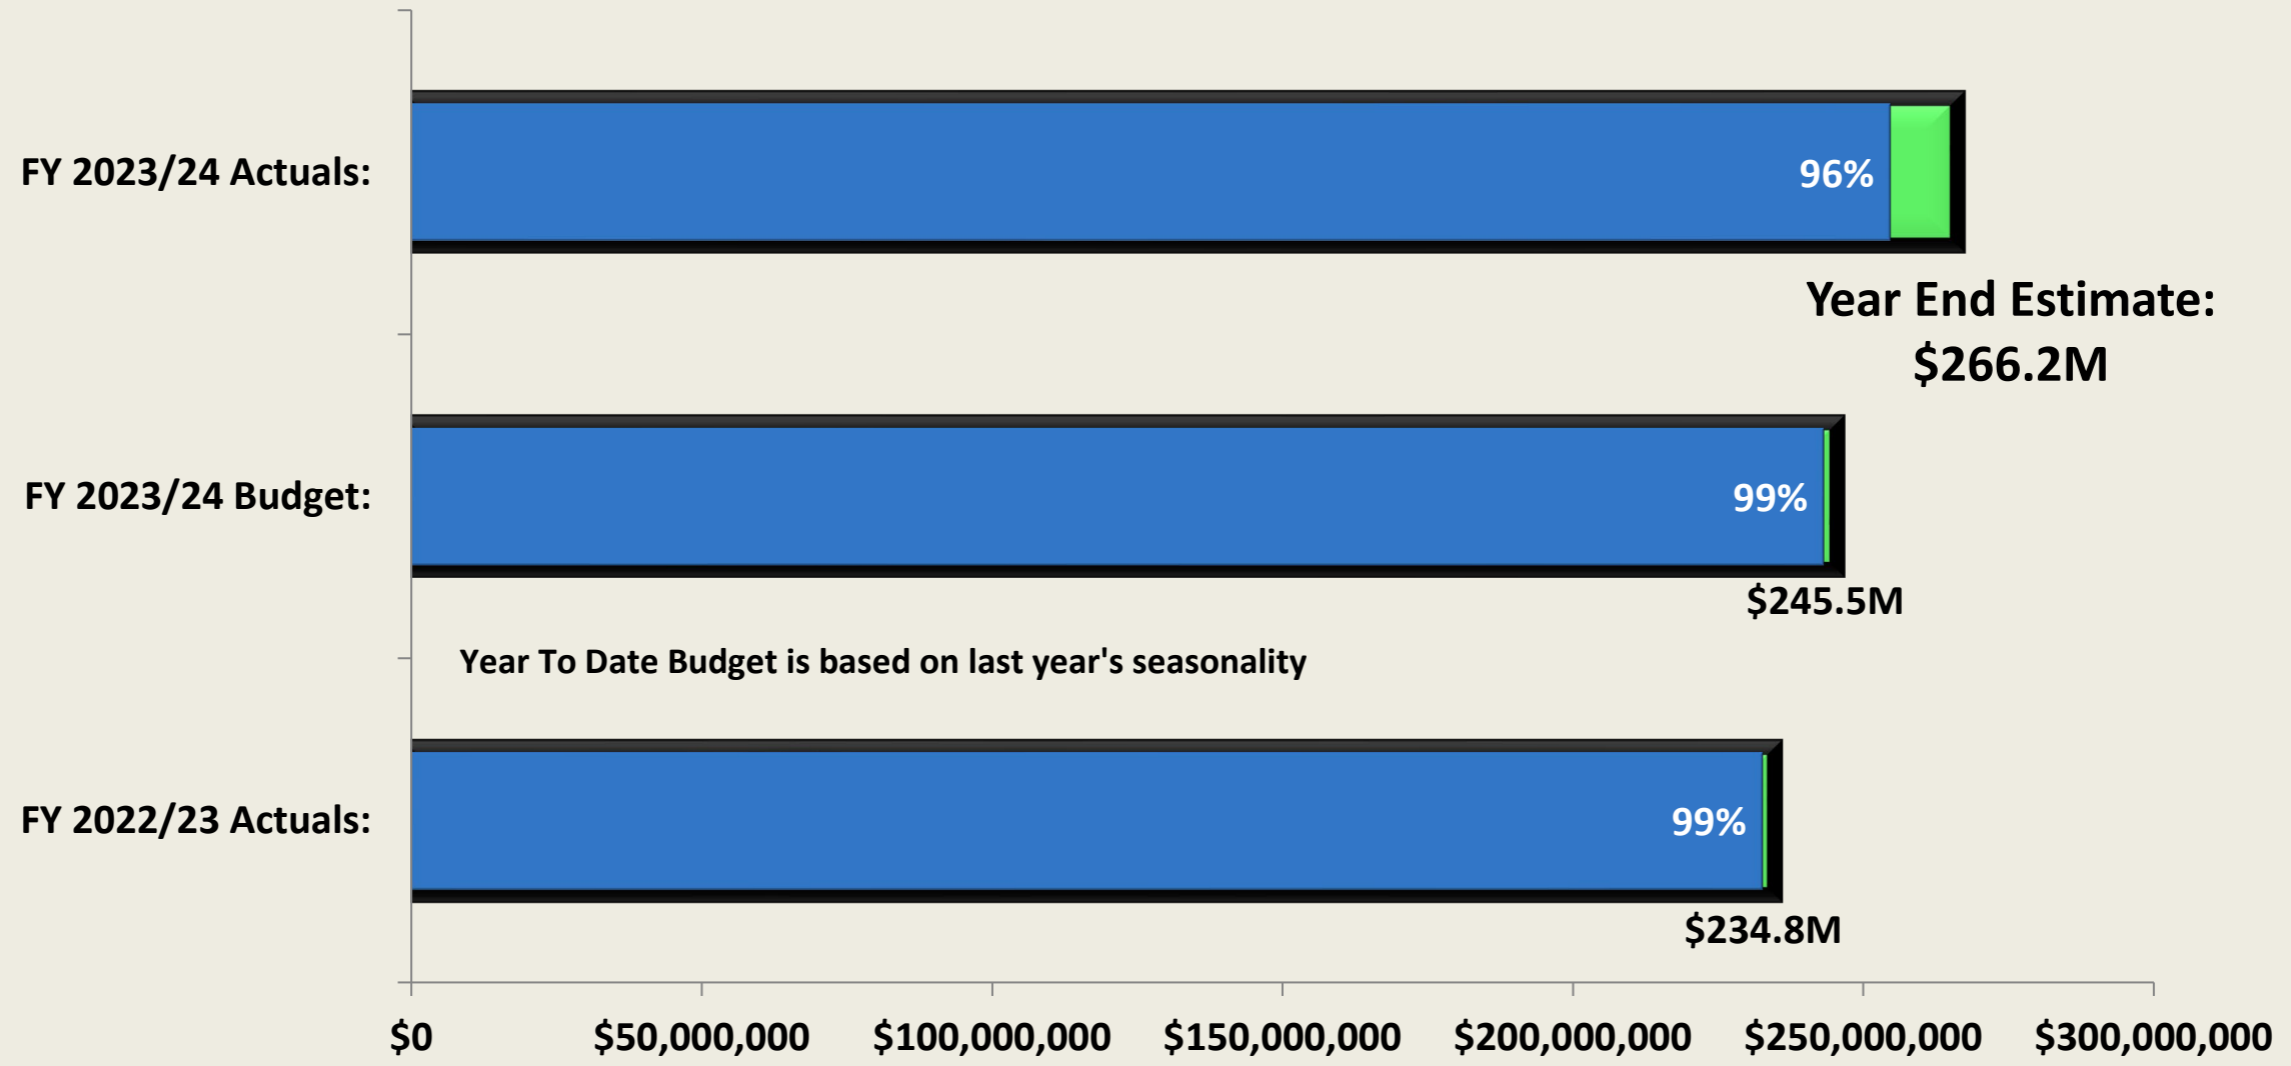 FY 2023/24 Actuals:
96%
Year End Estimate:
$266.2M
FY 2023/24 Budget:
99%
$245.5M
Year To Date Budget is based on last year's seasonality
FY 2022/23 Actuals:
99%
$234.8M
$0 $50,000,000 $100,000,000 $150,000,000 $200,000,000 $250,000,000 $300,000,000